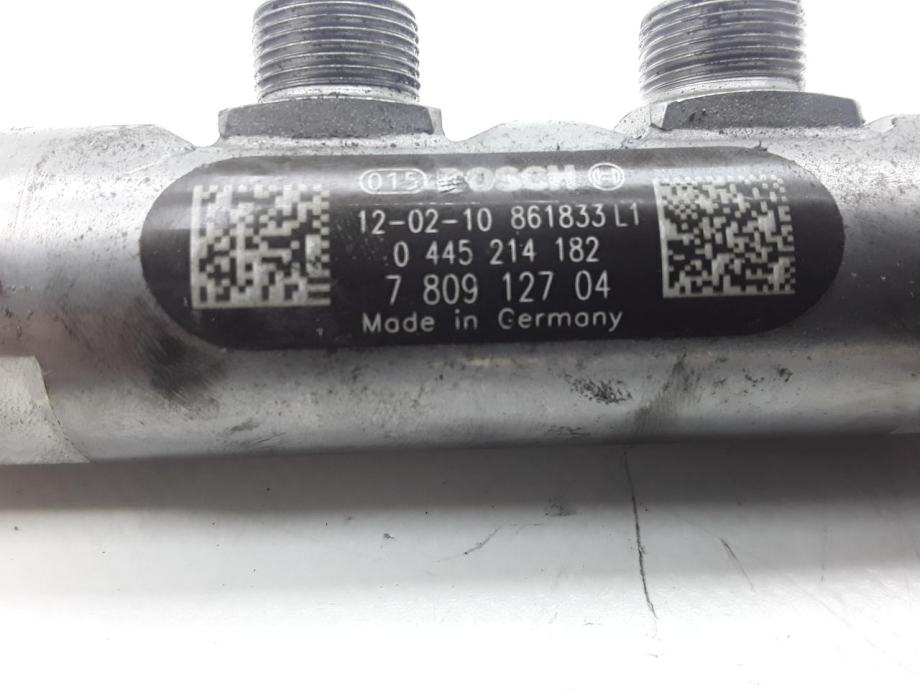 015 BOSCH
12-02-10 861833 L1
0 445 214 182
7 809 127 04
Made in Germany